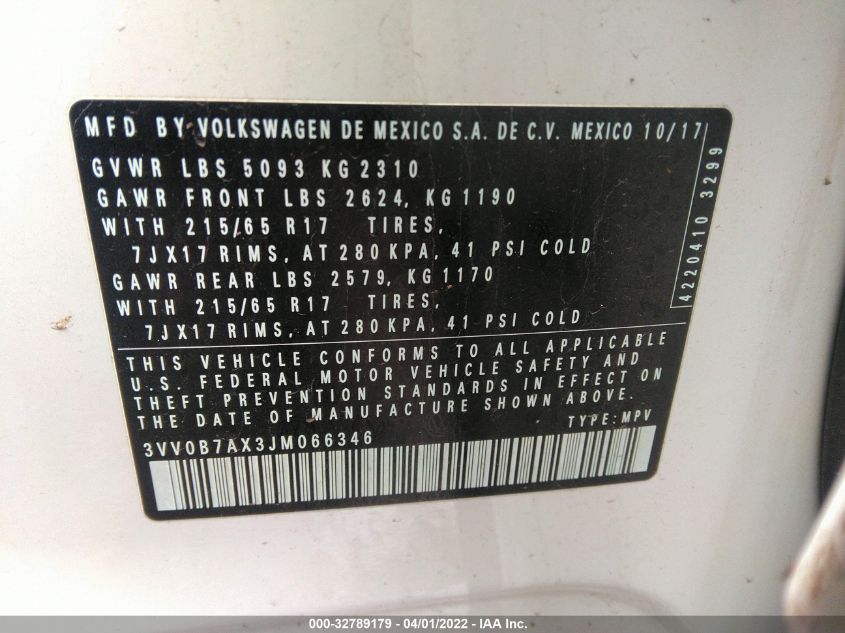 MFD BY VOLKSWAGEN DE MEXICO S.A. DE C.V. MEXICO 10/17
GVWR LBS 5093 KG 2310
GAWR FRONT LBS 2624, KG 1190
WITH 215/65 R17 TIRES,
7JX17 RIMS, AT 280 KPA, 41 PSI COLD
GAWR REAR LBS 2579, KG 1170
WITH 215/65 R17 TIRES,
7JX17 RIMS, AT 280 KPA, 41 PSI COLD
4220410 3299
THIS VEHICLE CONFORMS TO ALL APPLICABLE
U.S. FEDERAL MOTOR VEHICLE SAFETY AND
THEFT PREVENTION STANDARDS IN EFFECT ON
THE DATE OF MANUFACTURE SHOWN ABOVE.
TYPE:MPV
3VV0B7AX3JM066346
000-32789179 - 04/01/2022 - IAA Inc.